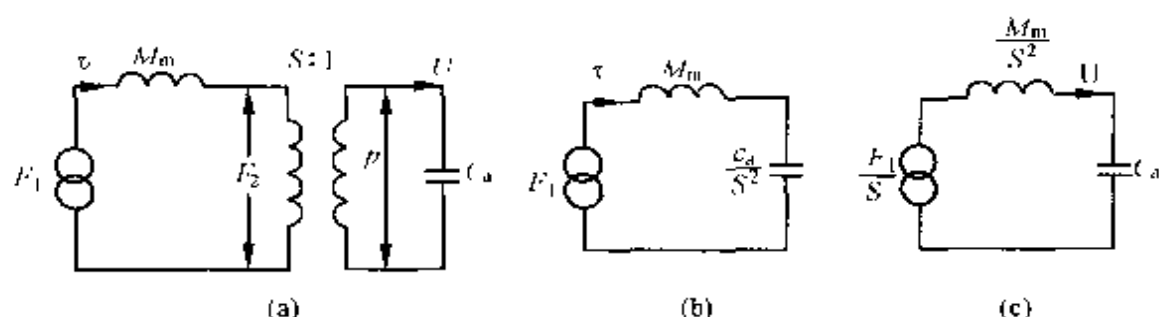 v M_m S:1 U
F_1 F_2 p C_a
(a)
v M_m
F_1 C_a/S^2
(b)
M_m/S^2
U
F_1/S C_a
(c)